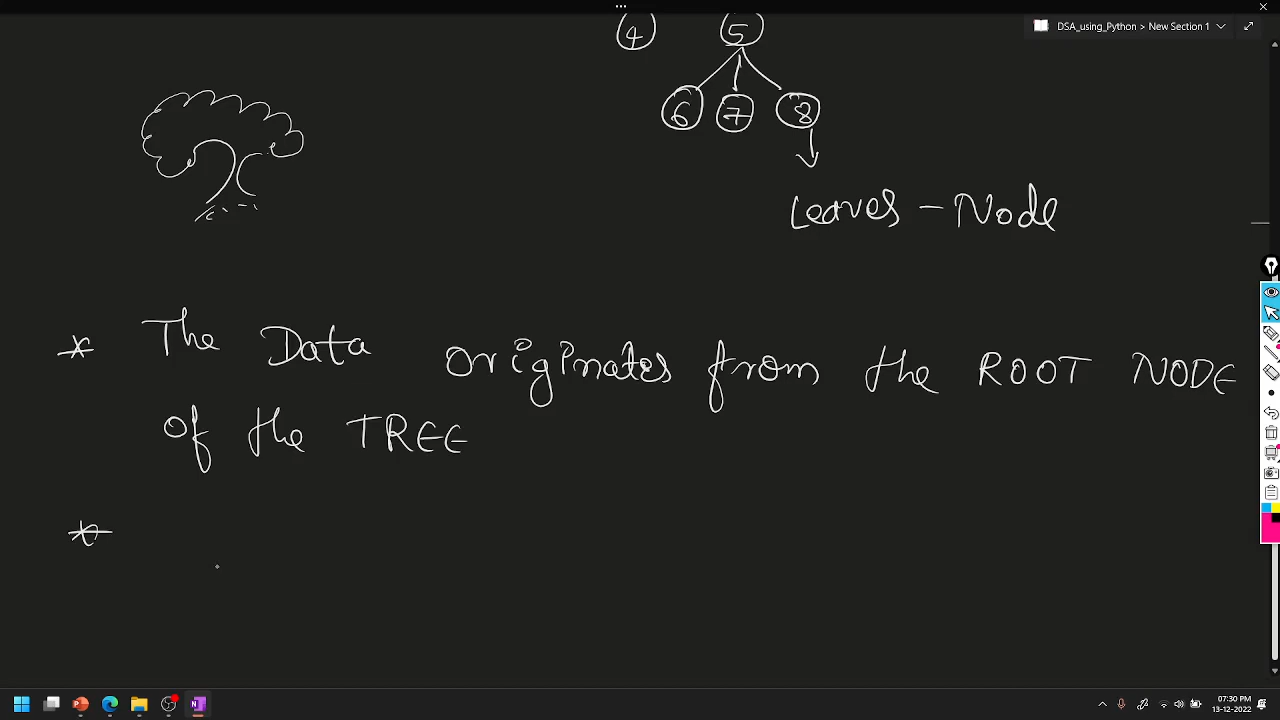 DSA_using_Python > New Section 1
4 5
6 7 8
Leaves - Node
* The Data originates from the ROOT NODE
of the TREE
*
07:30 PM
13-12-2022